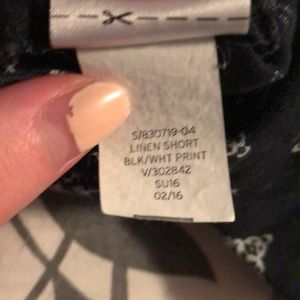 S/830719-04
LINEN SHORT
BLK/WHT PRINT
V/302842
SU16
02/16